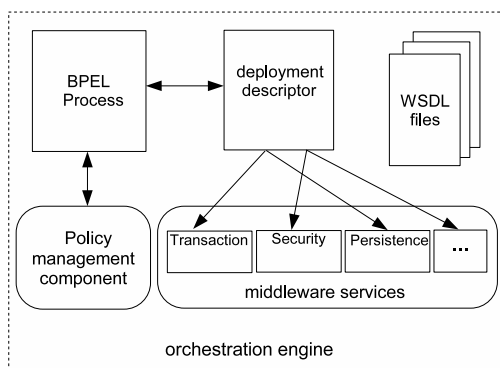 BPEL
Process
deployment
descriptor
WSDL
files
Policy
management
component
Transaction
Security
Persistence
...
middleware services
orchestration engine